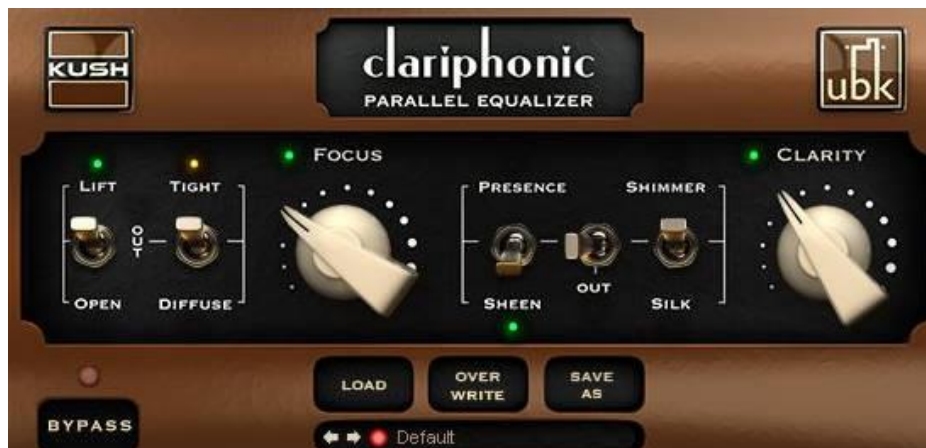 KUSH
clariphonic
PARALLEL EQUALIZER
ubk
FOCUS
CLARITY
LIFT
TIGHT
PRESENCE
SHIMMER
OUT
OPEN
DIFFUSE
SHEEN
OUT
SILK
LOAD
OVER
WRITE
SAVE
AS
BYPASS
Default